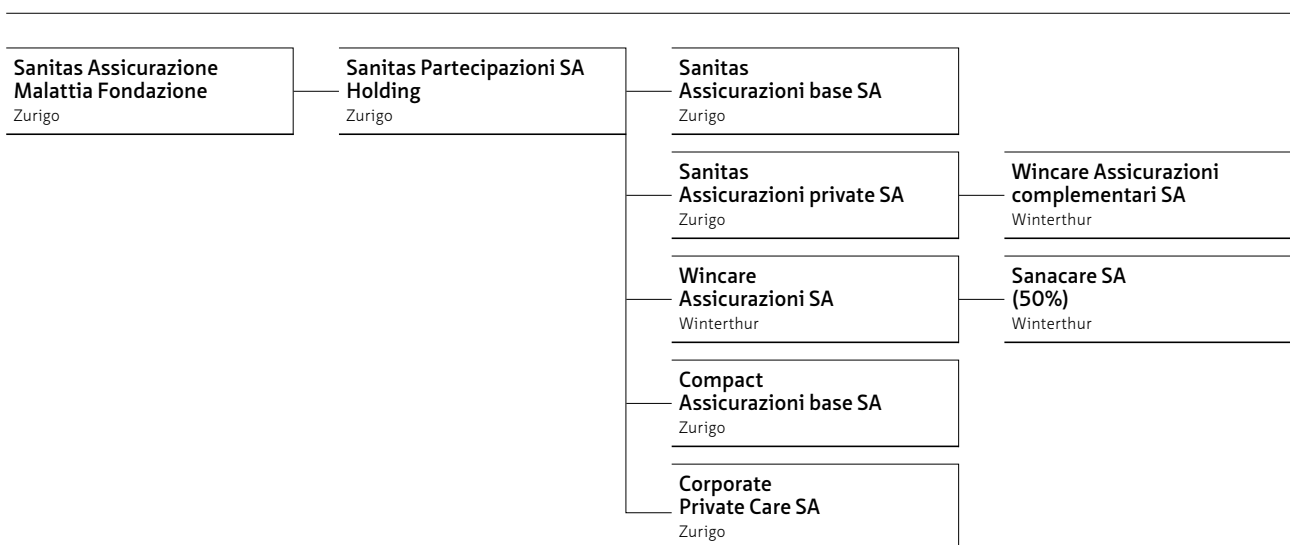 Sanitas Assicurazione
Malattia Fondazione
Zurigo
Sanitas Partecipazioni SA
Holding
Zurigo
Sanitas
Assicurazioni base SA
Zurigo
Sanitas
Assicurazioni private SA
Zurigo
Wincare Assicurazioni
complementari SA
Winterthur
Wincare
Assicurazioni SA
Winterthur
Sanacare SA
(50%)
Winterthur
Compact
Assicurazioni base SA
Zurigo
Corporate
Private Care SA
Zurigo